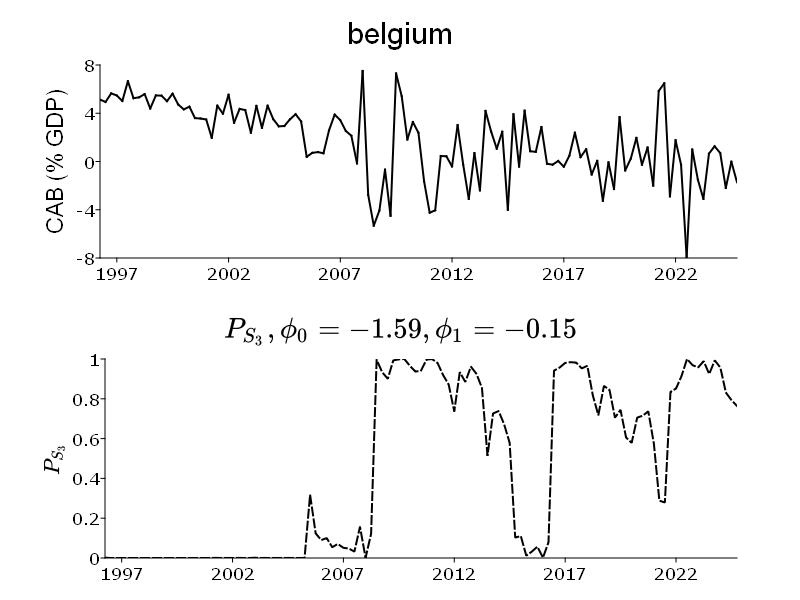 belgium
CAB (% GDP)
8
4
0
-4
-8
1997 2002 2007 2012 2017 2022
P_{S_3}, ϕ_0 = −1.59, ϕ_1 = −0.15
P_{S_3}
1
0.8
0.6
0.4
0.2
0
1997 2002 2007 2012 2017 2022